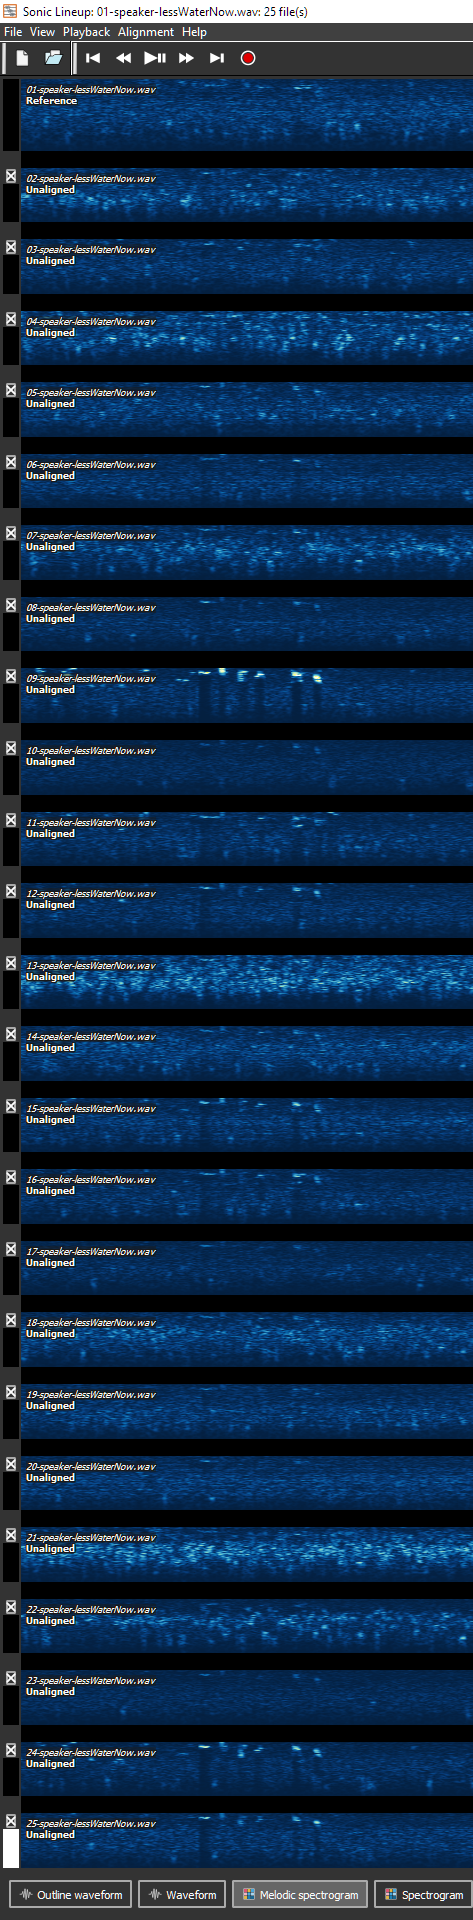 Sonic Lineup: 01-speaker-lessWaterNow.wav: 25 file(s)
File View Playback Alignment Help
01-speaker-lessWaterNow.wav
Reference
02-speaker-lessWaterNow.wav
Unaligned
03-speaker-lessWaterNow.wav
Unaligned
04-speaker-lessWaterNow.wav
Unaligned
05-speaker-lessWaterNow.wav
Unaligned
06-speaker-lessWaterNow.wav
Unaligned
07-speaker-lessWaterNow.wav
Unaligned
08-speaker-lessWaterNow.wav
Unaligned
09-speaker-lessWaterNow.wav
Unaligned
10-speaker-lessWaterNow.wav
Unaligned
11-speaker-lessWaterNow.wav
Unaligned
12-speaker-lessWaterNow.wav
Unaligned
13-speaker-lessWaterNow.wav
Unaligned
14-speaker-lessWaterNow.wav
Unaligned
15-speaker-lessWaterNow.wav
Unaligned
16-speaker-lessWaterNow.wav
Unaligned
17-speaker-lessWaterNow.wav
Unaligned
18-speaker-lessWaterNow.wav
Unaligned
19-speaker-lessWaterNow.wav
Unaligned
20-speaker-lessWaterNow.wav
Unaligned
21-speaker-lessWaterNow.wav
Unaligned
22-speaker-lessWaterNow.wav
Unaligned
23-speaker-lessWaterNow.wav
Unaligned
24-speaker-lessWaterNow.wav
Unaligned
25-speaker-lessWaterNow.wav
Unaligned
Outline waveform Waveform Melodic spectrogram Spectrogram